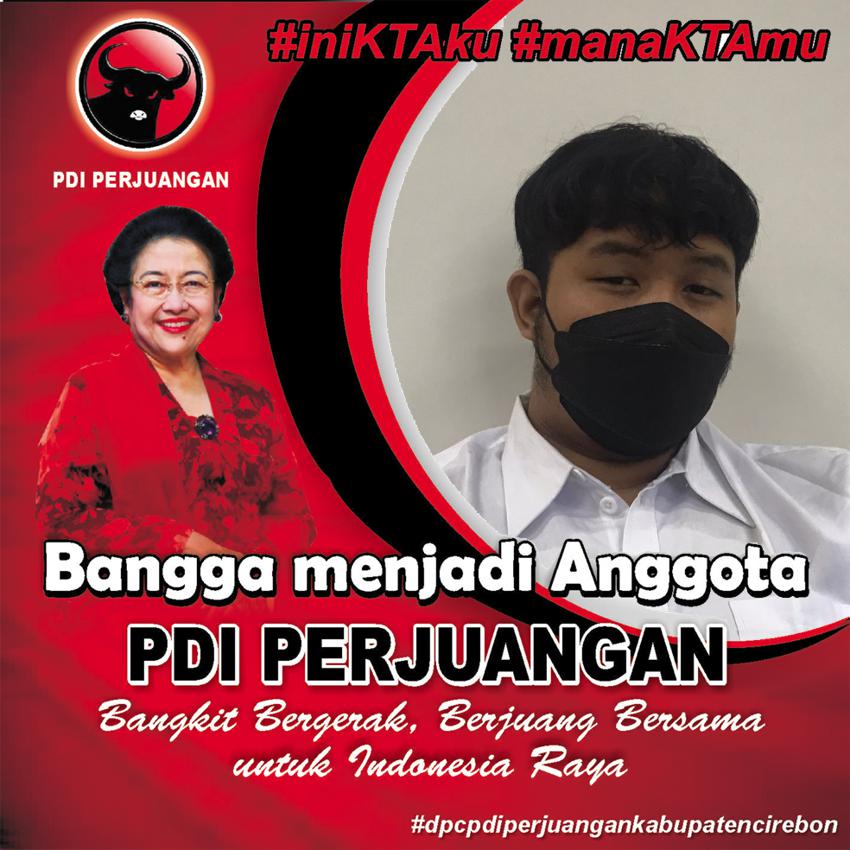 #iniKTAku #manaKTAmu
PDI PERJUANGAN
Bangga menjadi Anggota
PDI PERJUANGAN
Bangkit Bergerak, Berjuang Bersama
untuk Indonesia Raya
#dpcpdiperjuangankabupatencirebon